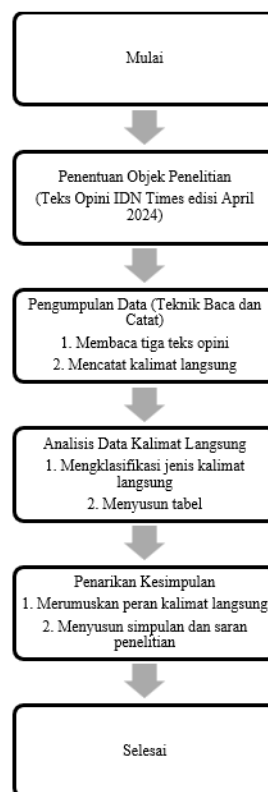 Mulai
Penentuan Objek Penelitian
(Teks Opini IDN Times edisi April
2024)
Pengumpulan Data (Teknik Baca dan
Catat)
1. Membaca tiga teks opini
2. Mencatat kalimat langsung
Analisis Data Kalimat Langsung
1. Mengklasifikasi jenis kalimat
langsung
2. Menyusun tabel
Penarikan Kesimpulan
1. Merumuskan peran kalimat langsung
2. Menyusun simpulan dan saran
penelitian
Selesai